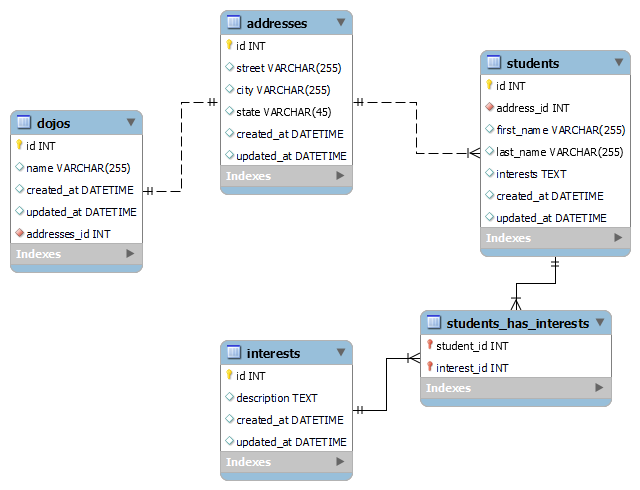 addresses
id INT
street VARCHAR(255)
city VARCHAR(255)
state VARCHAR(45)
created_at DATETIME
updated_at DATETIME
Indexes
students
id INT
address_id INT
first_name VARCHAR(255)
last_name VARCHAR(255)
interests TEXT
created_at DATETIME
updated_at DATETIME
Indexes
dojos
id INT
name VARCHAR(255)
created_at DATETIME
updated_at DATETIME
addresses_id INT
Indexes
students_has_interests
student_id INT
interest_id INT
Indexes
interests
id INT
description TEXT
created_at DATETIME
updated_at DATETIME
Indexes